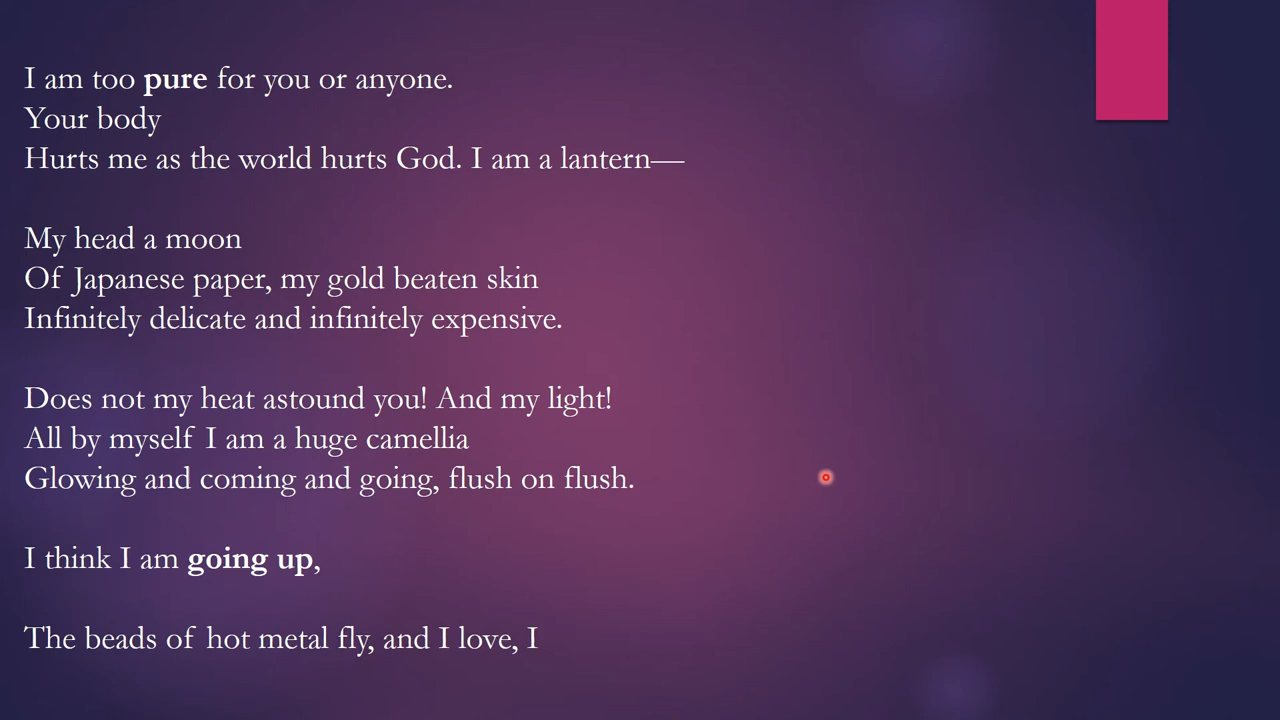 I am too pure for you or anyone.
Your body
Hurts me as the world hurts God. I am a lantern—
My head a moon
Of Japanese paper, my gold beaten skin
Infinitely delicate and infinitely expensive.
Does not my heat astound you! And my light!
All by myself I am a huge camellia
Glowing and coming and going, flush on flush.
I think I am going up,
The beads of hot metal fly, and I love, I